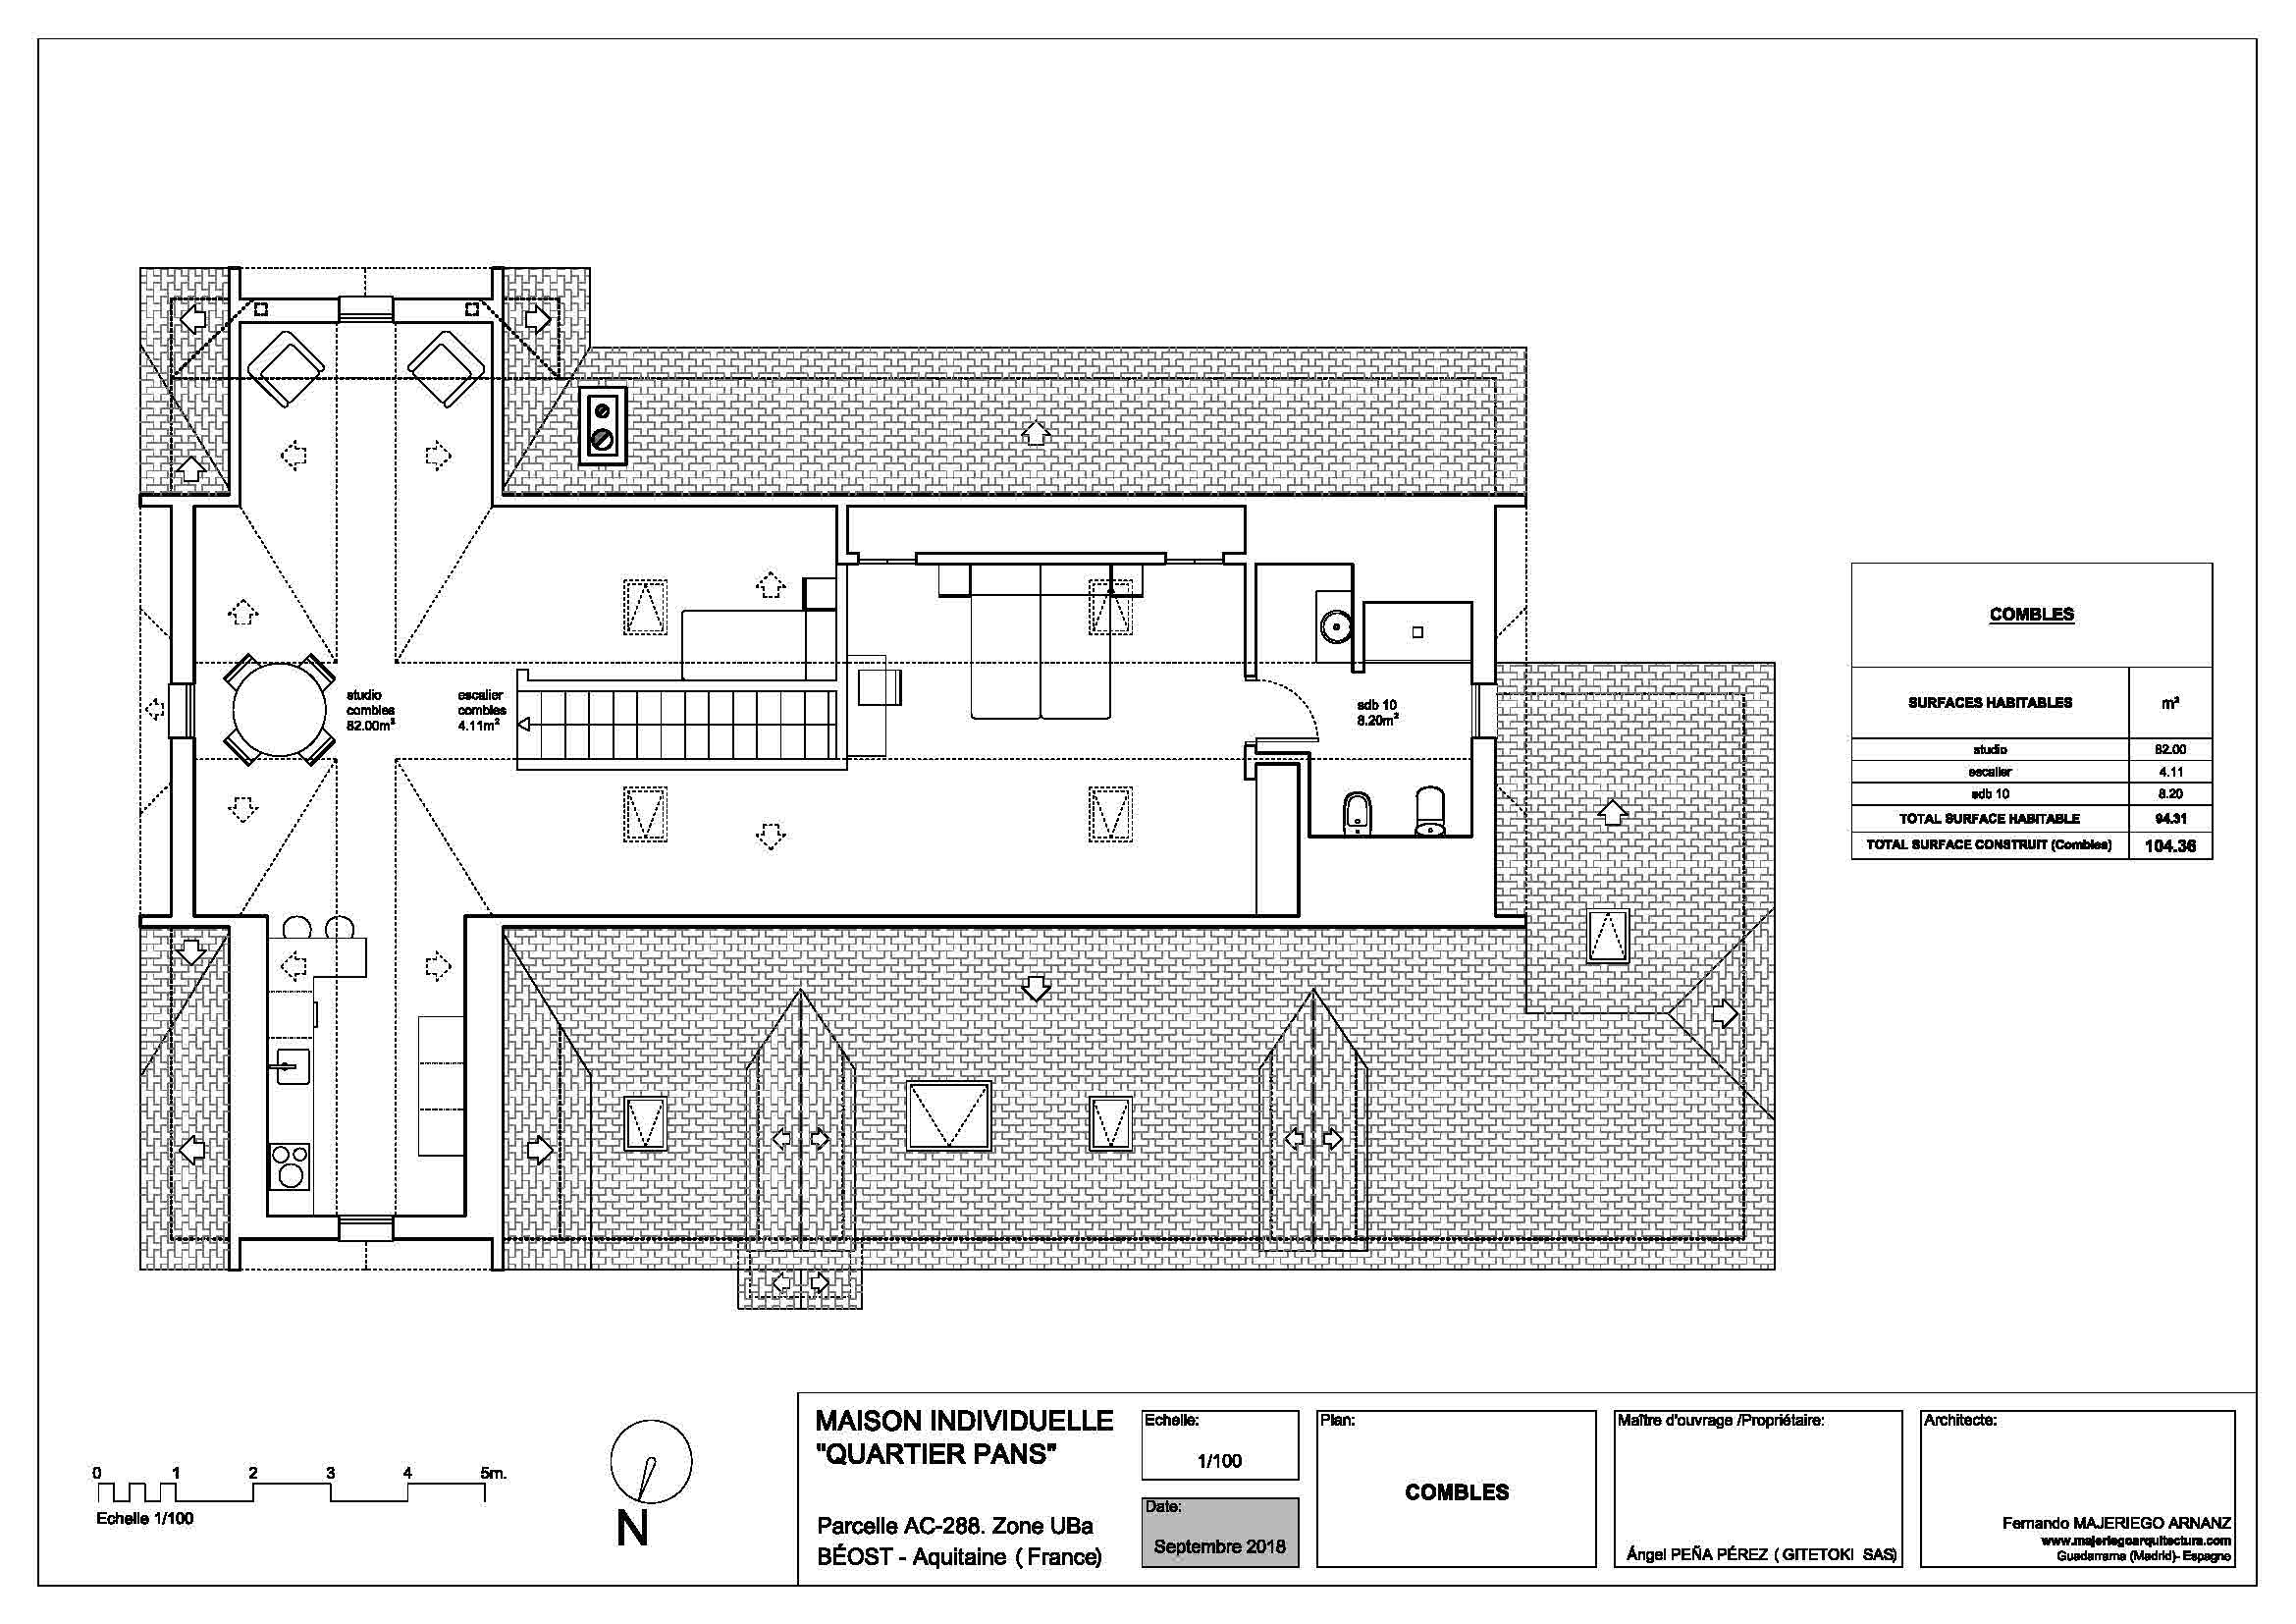 studio
combles
82.00m²
escalier
combles
4.11m²
sdb 10
8.20m²
COMBLES
SURFACES HABITABLES m²
studio 82.00
escalier 4.11
sdb 10 8.20
TOTAL SURFACE HABITABLE 94.31
TOTAL SURFACE CONSTRUIT (Combles) 104.36
0 1 2 3 4 5m.
Echelle 1/100
N
MAISON INDIVIDUELLE
"QUARTIER PANS"
Parcelle AC-288. Zone UBa
BÉOST - Aquitaine ( France)
Echelle:
1/100
Date:
Septembre 2018
Plan:
COMBLES
Maître d'ouvrage /Propriétaire:
Ángel PEÑA PÉREZ ( GITETOKI SAS)
Architecte:
Fernando MAJERIEGO ARNANZ
www.majeriegoarquitectura.com
Guadarrama (Madrid)- Espagne